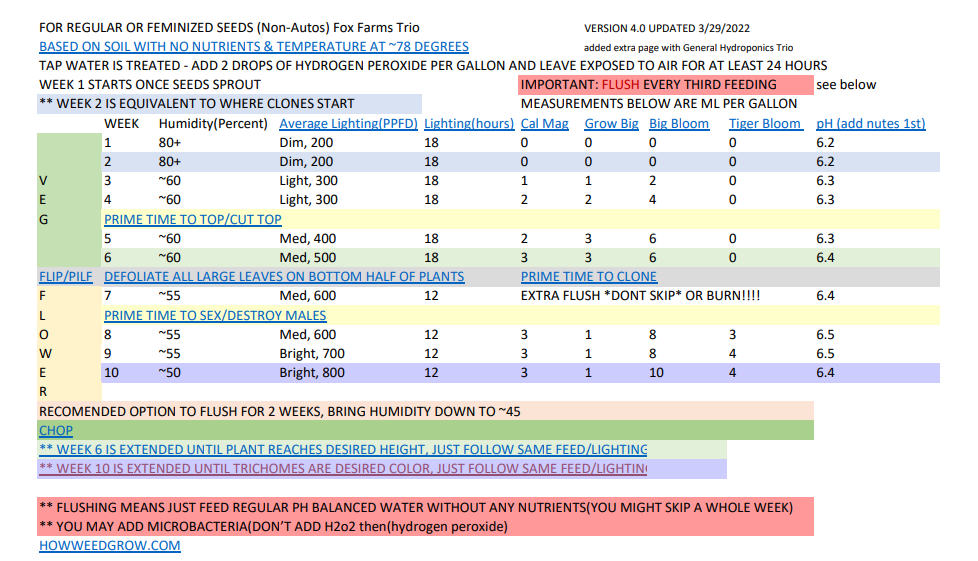 FOR REGULAR OR FEMINIZED SEEDS (Non-Autos) Fox Farms Trio VERSION 4.0 UPDATED 3/29/2022
BASED ON SOIL WITH NO NUTRIENTS & TEMPERATURE AT ~78 DEGREES added extra page with General Hydroponics Trio
TAP WATER IS TREATED - ADD 2 DROPS OF HYDROGEN PEROXIDE PER GALLON AND LEAVE EXPOSED TO AIR FOR AT LEAST 24 HOURS
WEEK 1 STARTS ONCE SEEDS SPROUT IMPORTANT: FLUSH EVERY THIRD FEEDING see below
** WEEK 2 IS EQUIVALENT TO WHERE CLONES START MEASUREMENTS BELOW ARE ML PER GALLON
WEEK Humidity(Percent) Average Lighting(PPFD) Lighting(hours) Cal Mag Grow Big Big Bloom Tiger Bloom pH (add nutes 1st)
1 80+ Dim, 200 18 0 0 0 0 6.2
2 80+ Dim, 200 18 0 0 0 0 6.2
V 3 ~60 Light, 300 18 1 1 2 0 6.3
E 4 ~60 Light, 300 18 2 2 4 0 6.3
G PRIME TIME TO TOP/CUT TOP
5 ~60 Med, 400 18 2 3 6 0 6.3
6 ~60 Med, 500 18 3 3 6 0 6.4
FLIP/PILF DEFOLIATE ALL LARGE LEAVES ON BOTTOM HALF OF PLANTS PRIME TIME TO CLONE
F 7 ~55 Med, 600 12 EXTRA FLUSH *DONT SKIP* OR BURN!!!! 6.4
L PRIME TIME TO SEX/DESTROY MALES
O 8 ~55 Med, 600 12 3 1 8 3 6.5
W 9 ~55 Bright, 700 12 3 1 8 4 6.5
E 10 ~50 Bright, 800 12 3 1 10 4 6.4
R
RECOMENDED OPTION TO FLUSH FOR 2 WEEKS, BRING HUMIDITY DOWN TO ~45
CHOP
** WEEK 6 IS EXTENDED UNTIL PLANT REACHES DESIRED HEIGHT, JUST FOLLOW SAME FEED/LIGHTING
** WEEK 10 IS EXTENDED UNTIL TRICHOMES ARE DESIRED COLOR, JUST FOLLOW SAME FEED/LIGHTING
** FLUSHING MEANS JUST FEED REGULAR PH BALANCED WATER WITHOUT ANY NUTRIENTS(YOU MIGHT SKIP A WHOLE WEEK)
** YOU MAY ADD MICROBACTERIA(DON'T ADD H2o2 then(hydrogen peroxide)
HOWWEEDGROW.COM